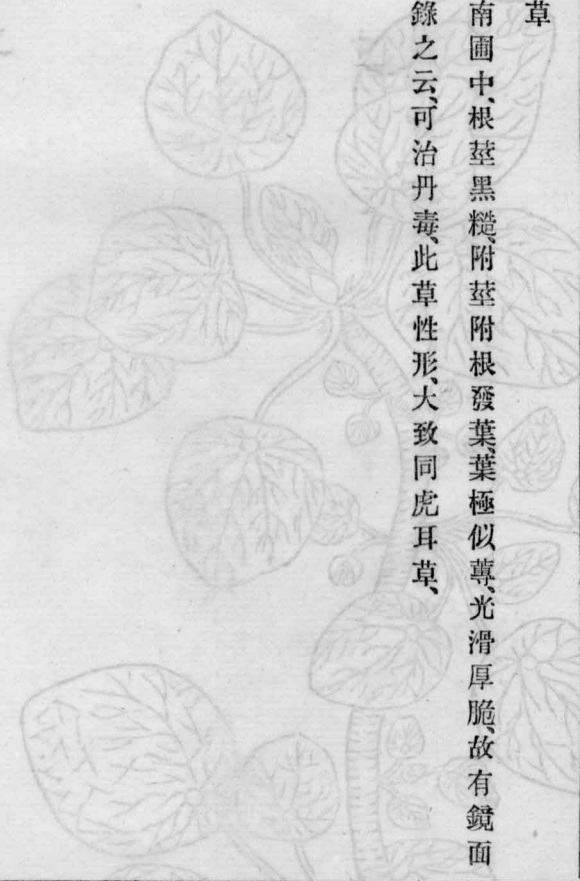 草
南圃中、根莖黑糙、附莖附根發葉、葉極似蓴、光滑厚脆、故有鏡面
錄之云、可治丹毒、此草性形、大致同虎耳草、